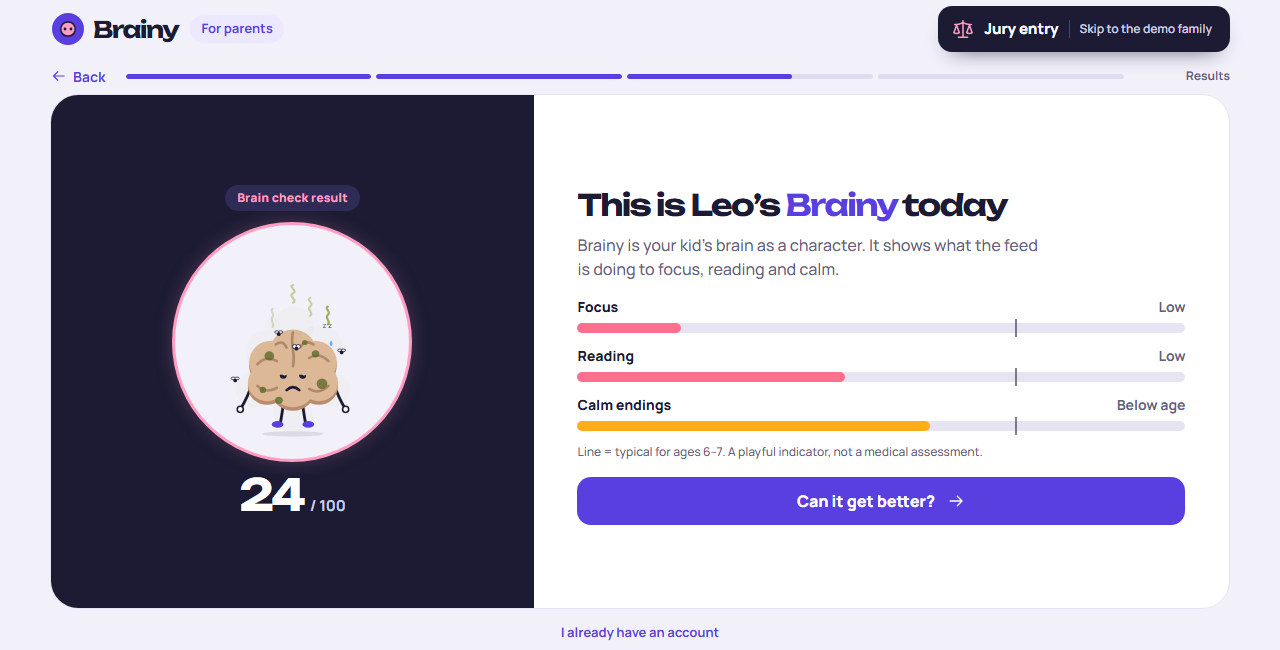 Brainy
For parents
Jury entry
Skip to the demo family
Back
Results
Brain check result
zz
24 / 100
This is Leo’s Brainy today
Brainy is your kid’s brain as a character. It shows what the feed
is doing to focus, reading and calm.
Focus
Low
Reading
Low
Calm endings
Below age
Line = typical for ages 6–7. A playful indicator, not a medical assessment.
Can it get better?
I already have an account